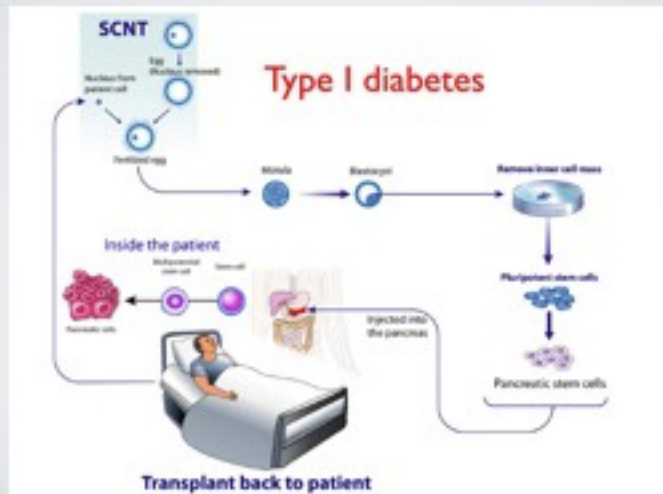 SCNT
Egg
(Nucleus removed)
Nucleus from
patient cell
Fertilized egg
Type I diabetes
Morula
Blastocyst
Remove inner cell mass
Pluripotent stem cells
Pancreatic stem cells
Injected into
the pancreas
Inside the patient
Multipotential
stem cell
Stem cell
Pancreatic cells
Transplant back to patient